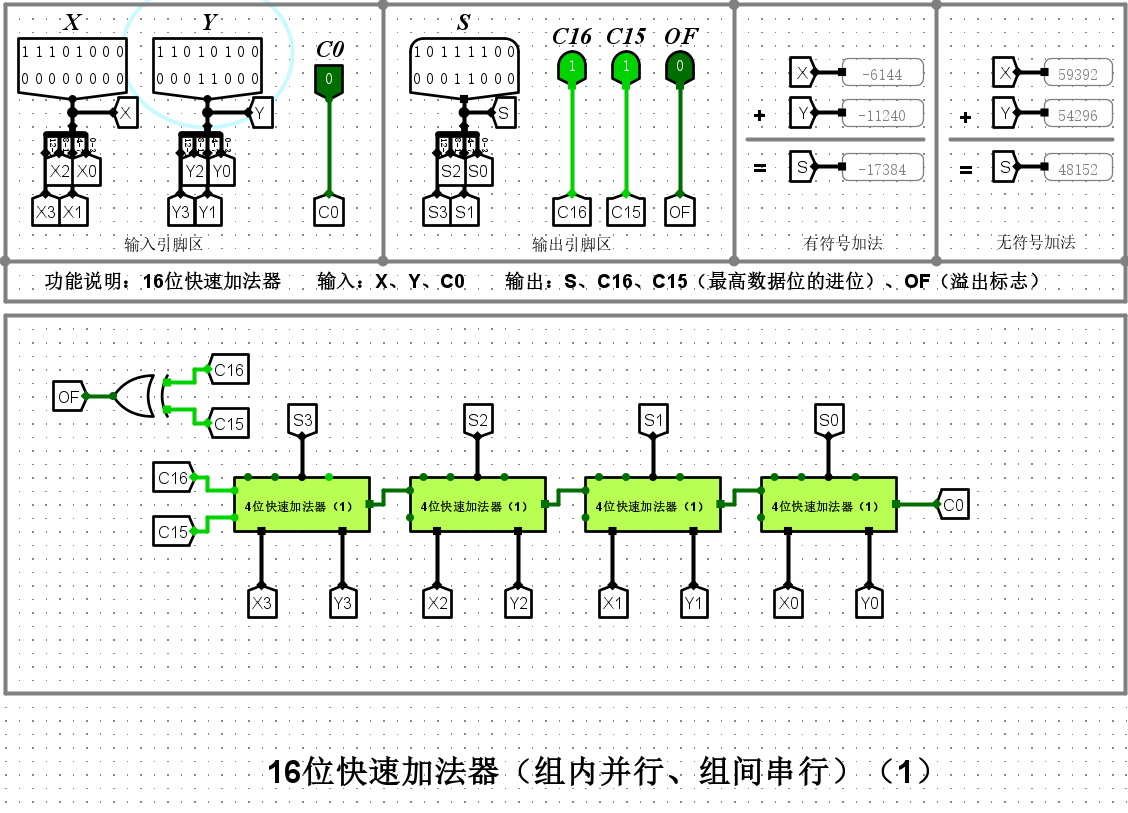 X Y C0 S C16 C15 OF
1 1 1 0 1 0 0 0
0 0 0 0 0 0 0 0
1 1 0 1 0 1 0 0
0 0 0 1 1 0 0 0
0
1 0 1 1 1 1 0 0
0 0 0 1 1 0 0 0
1 1 0
X Y S
X2 X0 Y2 Y0 S2 S0
X3 X1 Y3 Y1 C0 S3 S1 C16 C15 OF
输入引脚区 输出引脚区
X -6144
+ Y -11240
= S -17384
有符号加法
X 59392
+ Y 54296
= S 48152
无符号加法
功能说明：16位快速加法器 输入：X、Y、C0 输出：S、C16、C15（最高数据位的进位）、OF（溢出标志）
C16
OF
C15
S3 S2 S1 S0
C16
4位快速加法器（1） 4位快速加法器（1） 4位快速加法器（1） 4位快速加法器（1） C0
C15
X3 Y3 X2 Y2 X1 Y1 X0 Y0
16位快速加法器（组内并行、组间串行）（1）